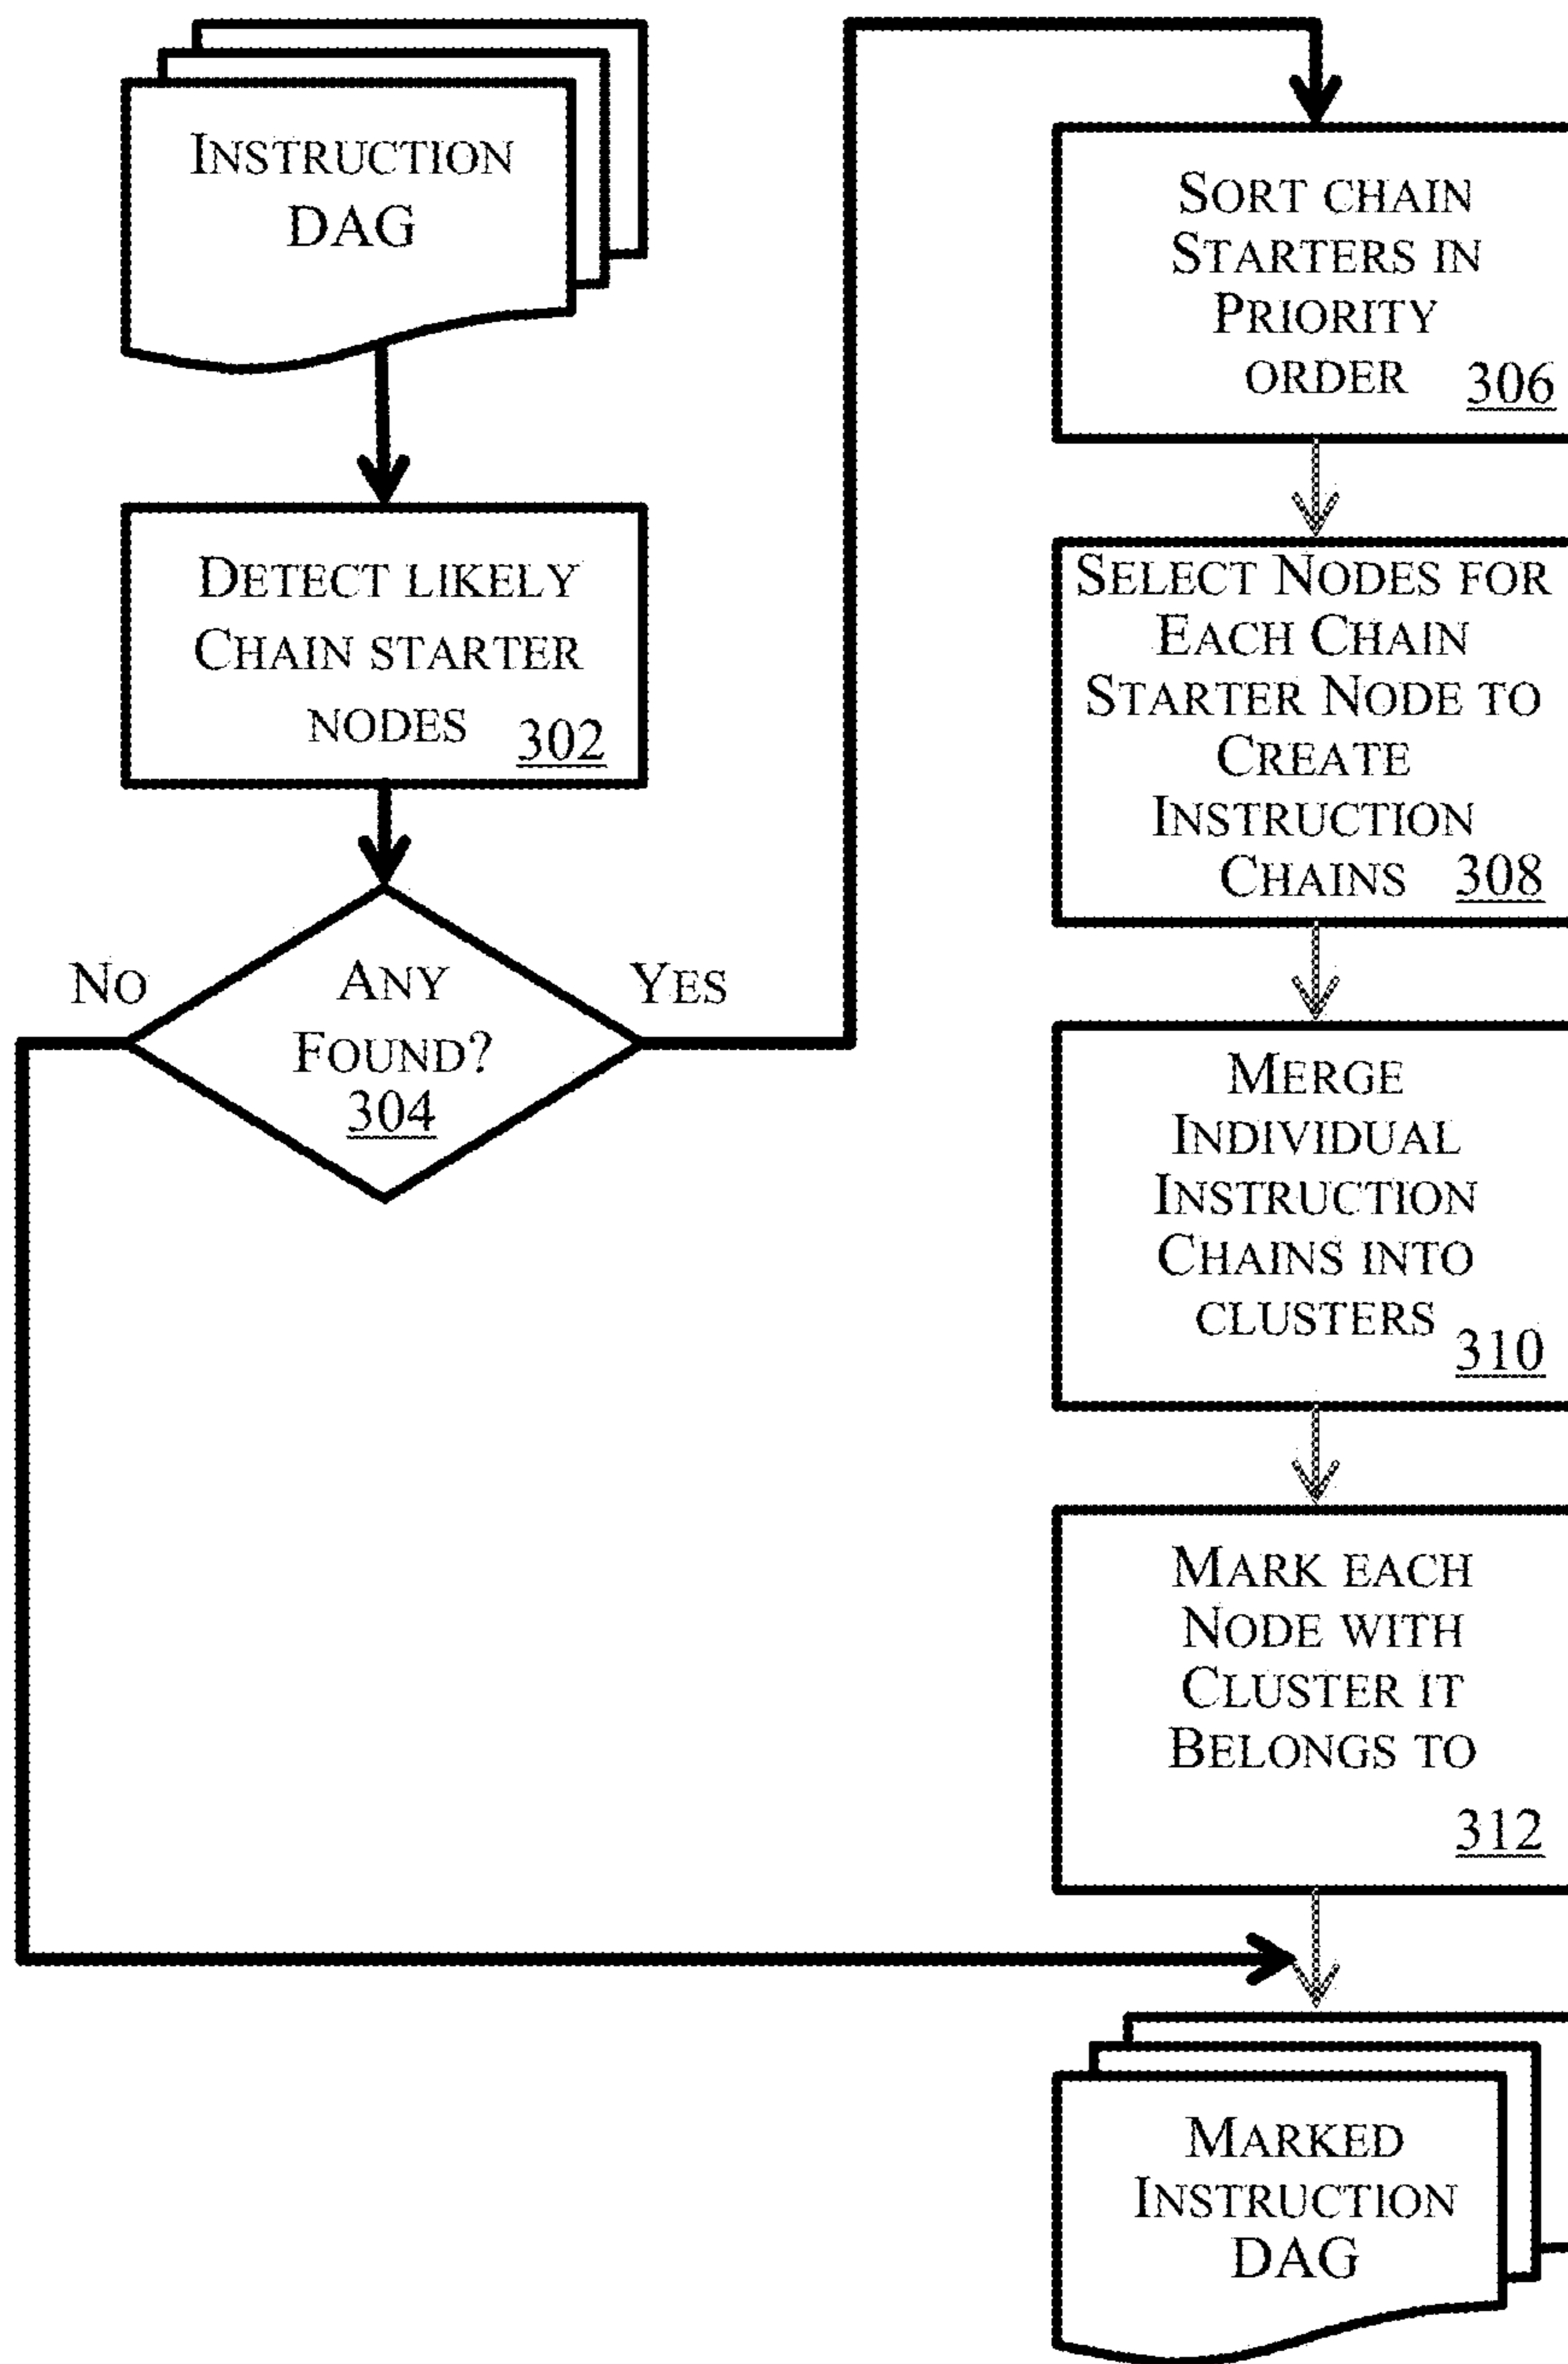 INSTRUCTION
DAG
DETECT LIKELY
CHAIN STARTER
NODES 302
NO
ANY
FOUND?
304
YES
SORT CHAIN
STARTERS IN
PRIORITY
ORDER 306
SELECT NODES FOR
EACH CHAIN
STARTER NODE TO
CREATE
INSTRUCTION
CHAINS 308
MERGE
INDIVIDUAL
INSTRUCTION
CHAINS INTO
CLUSTERS 310
MARK EACH
NODE WITH
CLUSTER IT
BELONGS TO
312
MARKED
INSTRUCTION
DAG